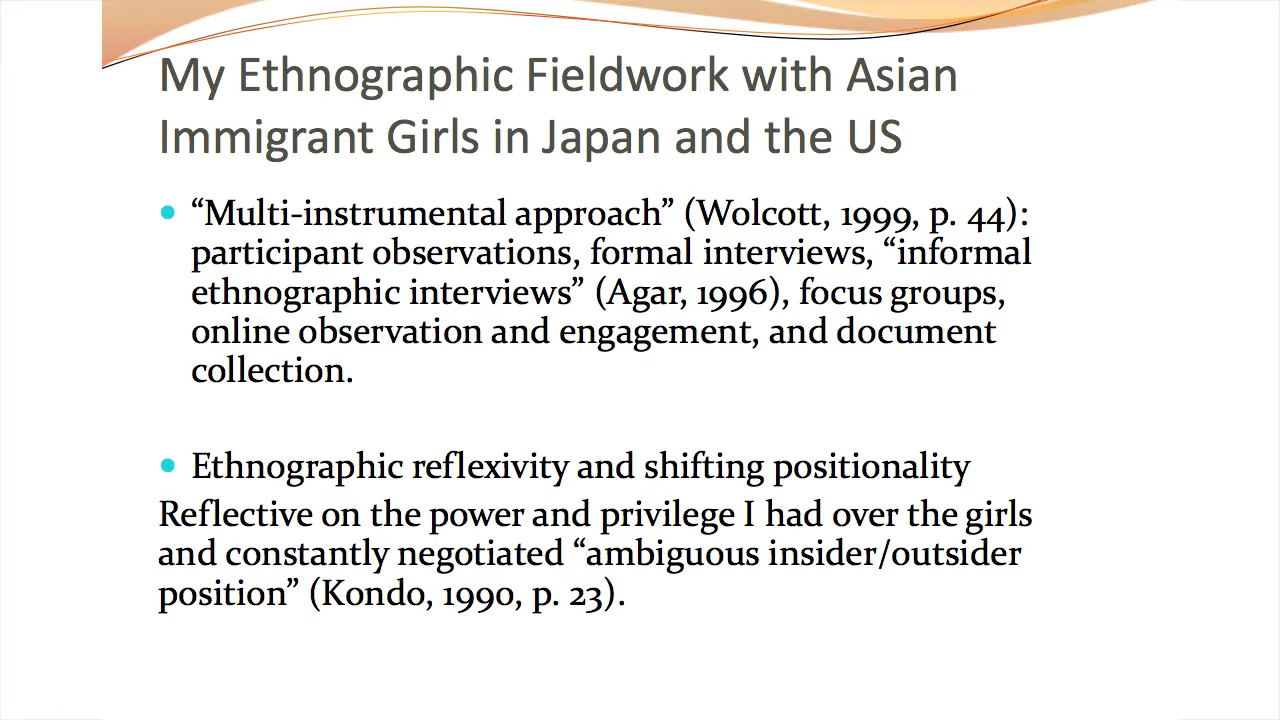 My Ethnographic Fieldwork with Asian
Immigrant Girls in Japan and the US
• “Multi-instrumental approach” (Wolcott, 1999, p. 44):
participant observations, formal interviews, “informal
ethnographic interviews” (Agar, 1996), focus groups,
online observation and engagement, and document
collection.
• Ethnographic reflexivity and shifting positionality
Reflective on the power and privilege I had over the girls
and constantly negotiated “ambiguous insider/outsider
position” (Kondo, 1990, p. 23).